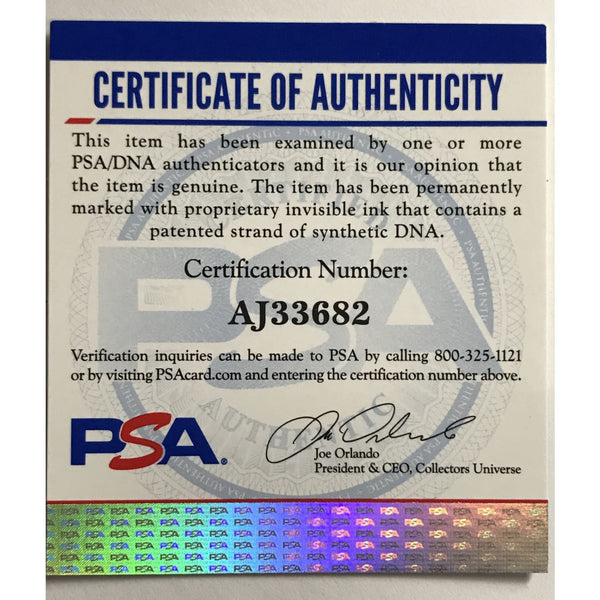 CERTIFICATE OF AUTHENTICITY
This item has been examined by one or more
PSA/DNA authenticators and it is our opinion that
the item is genuine. The item has been permanently
marked with proprietary invisible ink that contains a
patented strand of synthetic DNA.
Certification Number:
AJ33682
Verification inquiries can be made to PSA by calling 800-325-1121
or by visiting PSAcard.com and entering the certification number above.
PSA®
Joe Orlando
President & CEO, Collectors Universe